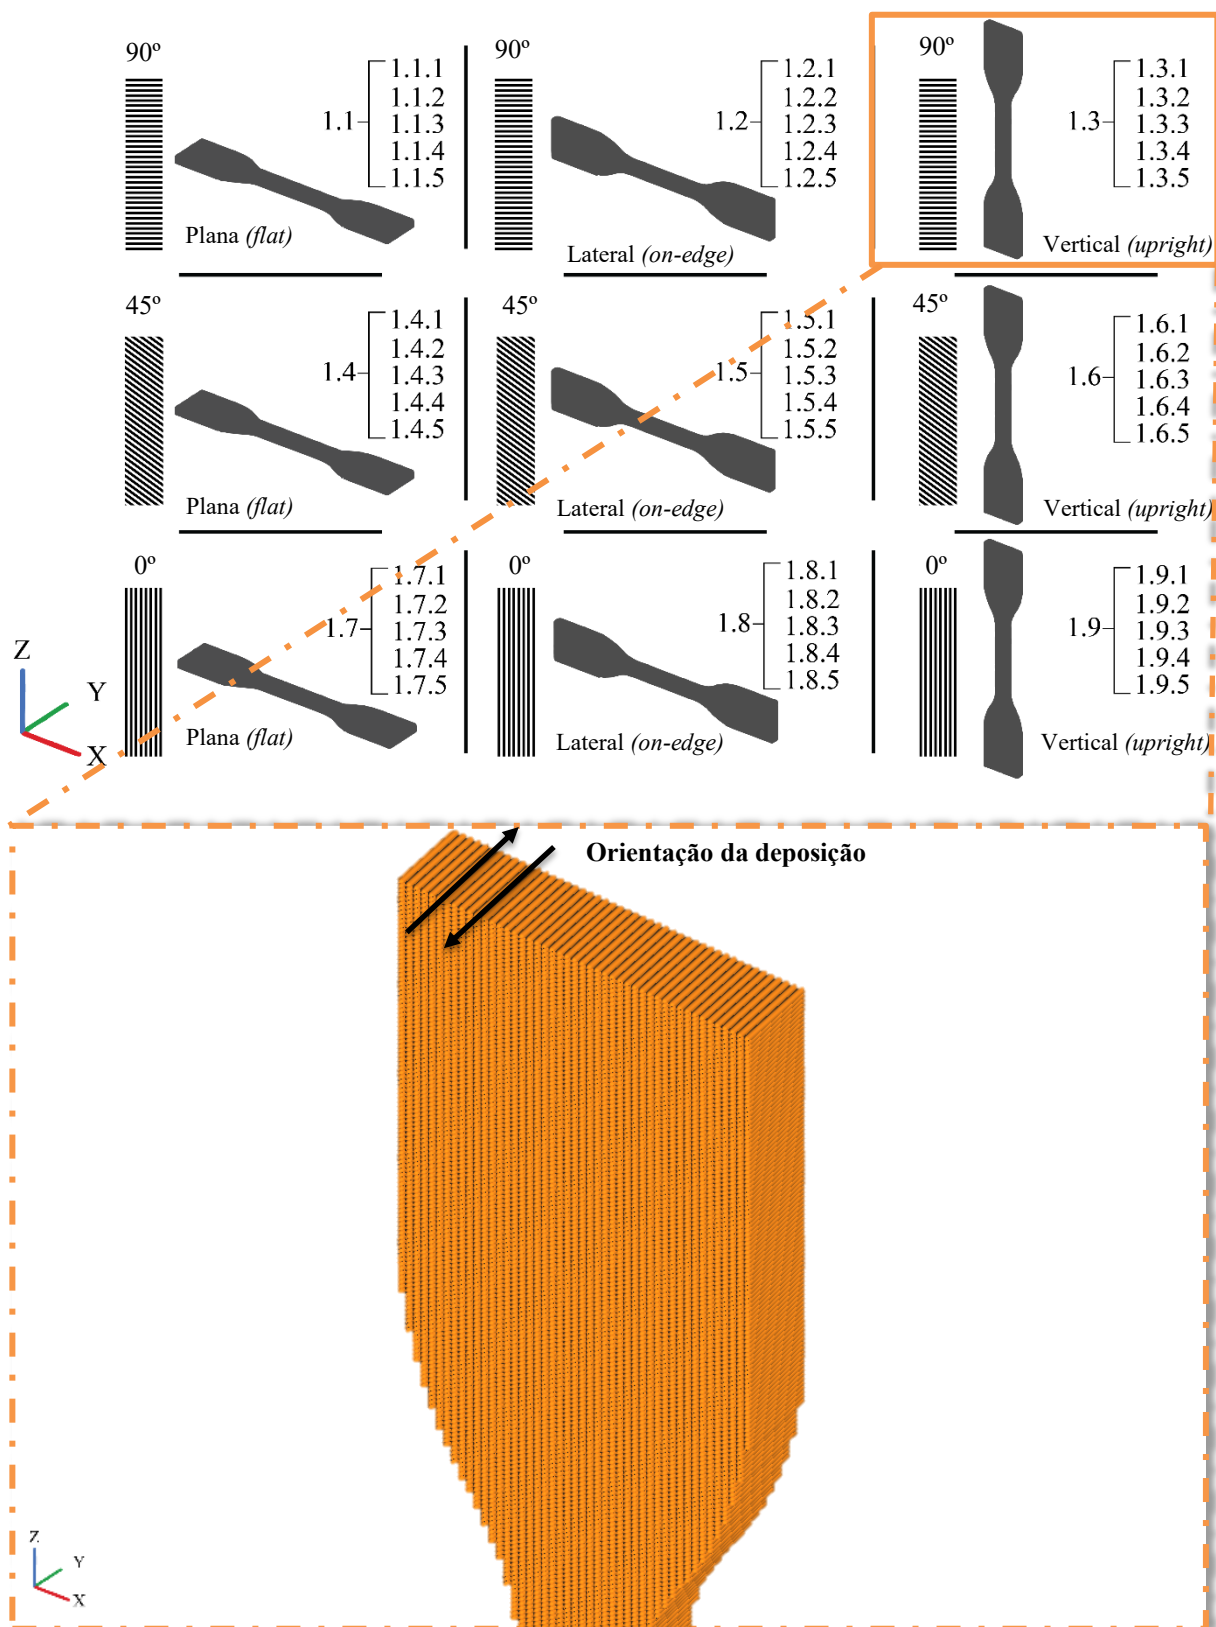 90º
1.1
1.1.1
1.1.2
1.1.3
1.1.4
1.1.5
Plana (flat)
90º
1.2
1.2.1
1.2.2
1.2.3
1.2.4
1.2.5
Lateral (on-edge)
90º
1.3
1.3.1
1.3.2
1.3.3
1.3.4
1.3.5
Vertical (upright)
45º
1.4
1.4.1
1.4.2
1.4.3
1.4.4
1.4.5
Plana (flat)
45º
1.5
1.5.1
1.5.2
1.5.3
1.5.4
1.5.5
Lateral (on-edge)
45º
1.6
1.6.1
1.6.2
1.6.3
1.6.4
1.6.5
Vertical (upright)
0º
1.7
1.7.1
1.7.2
1.7.3
1.7.4
1.7.5
Plana (flat)
0º
1.8
1.8.1
1.8.2
1.8.3
1.8.4
1.8.5
Lateral (on-edge)
0º
1.9
1.9.1
1.9.2
1.9.3
1.9.4
1.9.5
Vertical (upright)
Z
Y
X
Orientação da deposição
Z
Y
X